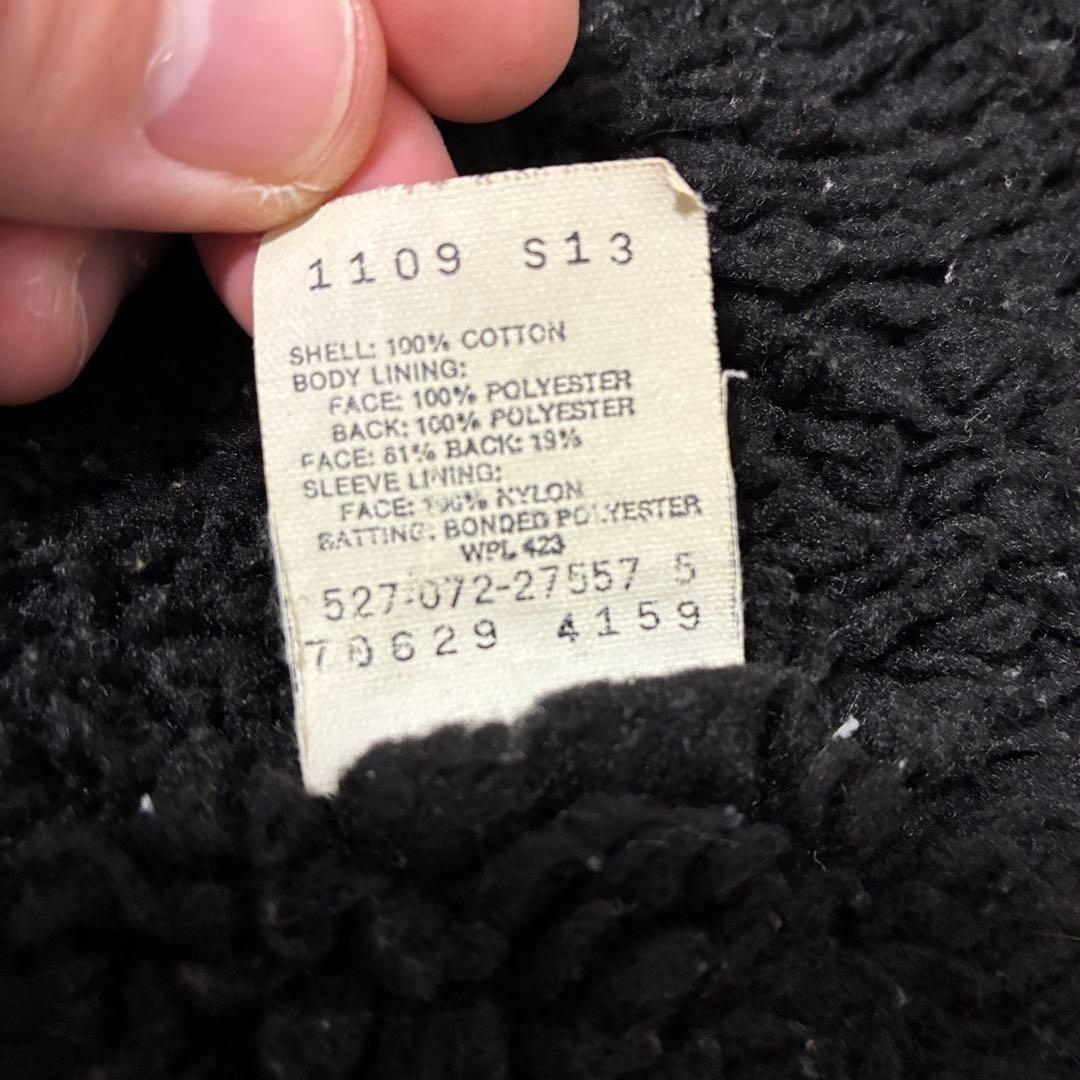 1109 S13
SHELL: 100% COTTON
BODY LINING:
FACE: 100% POLYESTER
BACK: 100% POLYESTER
FACE: 81% BACK: 19%
SLEEVE LINING:
FACE: 100% NYLON
BATTING: BONDED POLYESTER
WPL 423
527-072-27557 5
70629 4159